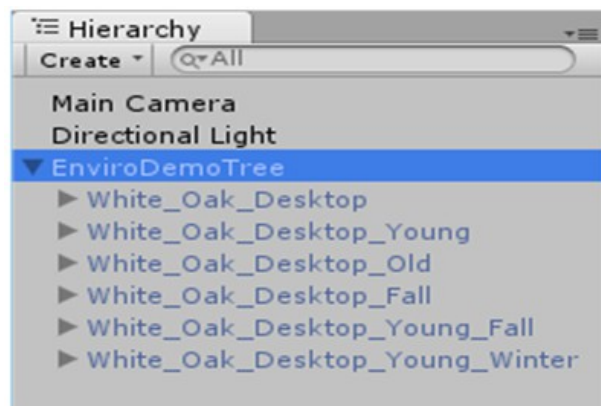 Hierarchy
Create All
Main Camera
Directional Light
EnviroDemoTree
White_Oak_Desktop
White_Oak_Desktop_Young
White_Oak_Desktop_Old
White_Oak_Desktop_Fall
White_Oak_Desktop_Young_Fall
White_Oak_Desktop_Young_Winter